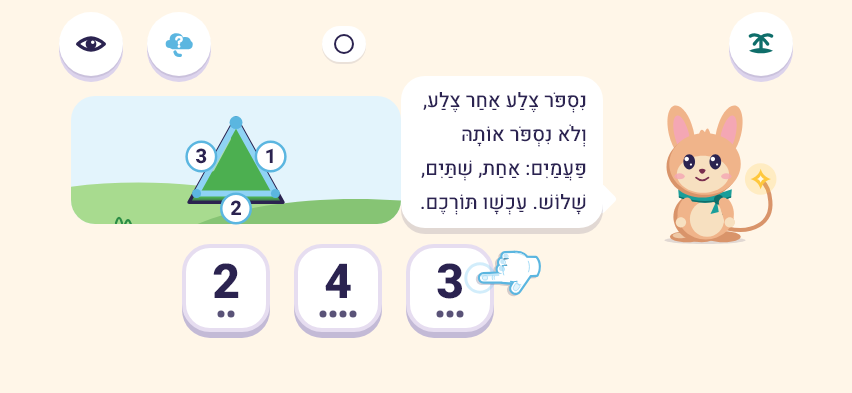 ?
נִסְפֹּר צֶלַע אַחַר צֶלַע,
וְלֹא נִסְפֹּר אוֹתָהּ
פַּעֲמַיִם: אַחַת, שְׁתַּיִם,
שָׁלוֹשׁ. עַכְשָׁו תּוֹרְכֶם.
3 1
2
2 4 3